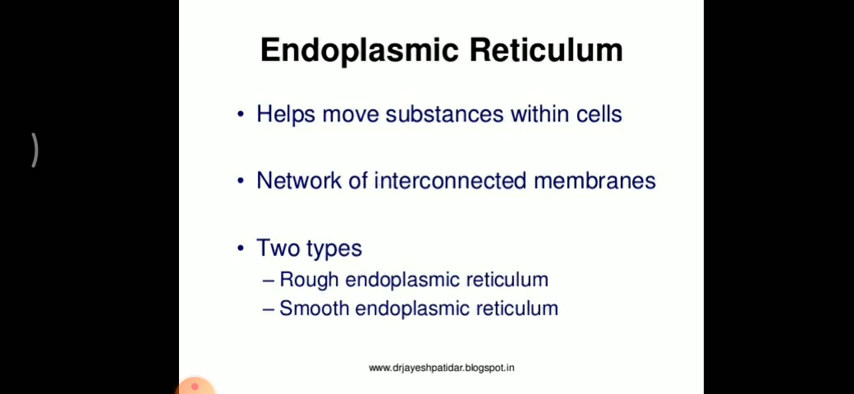 Endoplasmic Reticulum
• Helps move substances within cells
• Network of interconnected membranes
• Two types
– Rough endoplasmic reticulum
– Smooth endoplasmic reticulum
www.drjayeshpatidar.blogspot.in